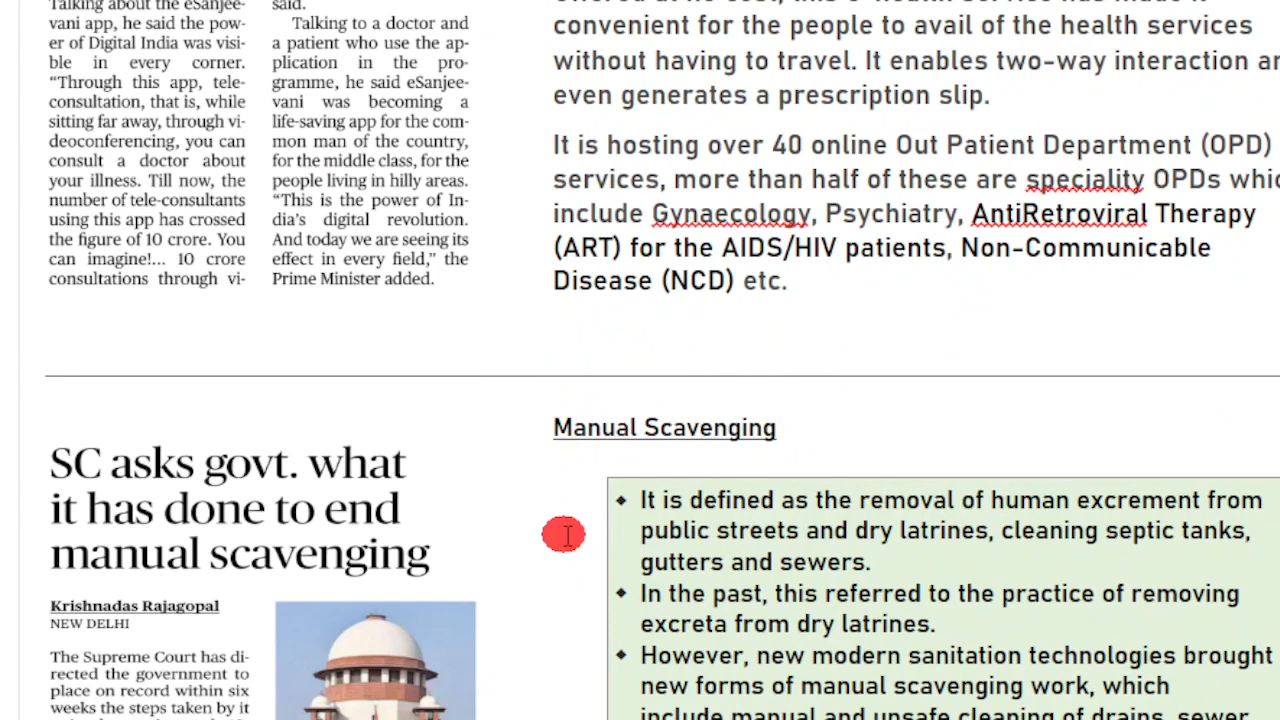 Talking about the eSanjee-
vani app, he said the pow-
er of Digital India was visi-
ble in every corner.
“Through this app, tele-
consultation, that is, while
sitting far away, through vi-
deoconferencing, you can
consult a doctor about
your illness. Till now, the
number of tele-consultants
using this app has crossed
the figure of 10 crore. You
can imagine!... 10 crore
consultations through vi-
said.
Talking to a doctor and
a patient who use the ap-
plication in the pro-
gramme, he said eSanjee-
vani was becoming a
life-saving app for the com-
mon man of the country,
for the middle class, for the
people living in hilly areas.
“This is the power of In-
dia’s digital revolution.
And today we are seeing its
effect in every field,” the
Prime Minister added.
convenient for the people to avail of the health services
without having to travel. It enables two-way interaction an
even generates a prescription slip.
It is hosting over 40 online Out Patient Department (OPD)
services, more than half of these are speciality OPDs whic
include Gynaecology, Psychiatry, AntiRetroviral Therapy
(ART) for the AIDS/HIV patients, Non-Communicable
Disease (NCD) etc.
SC asks govt. what
it has done to end
manual scavenging
Krishnadas Rajagopal
NEW DELHI
The Supreme Court has di-
rected the government to
place on record within six
weeks the steps taken by it
Manual Scavenging
◆ It is defined as the removal of human excrement from
public streets and dry latrines, cleaning septic tanks,
gutters and sewers.
◆ In the past, this referred to the practice of removing
excreta from dry latrines.
◆ However, new modern sanitation technologies brought
new forms of manual scavenging work, which
include manual and unsafe cleaning of drains, sewer